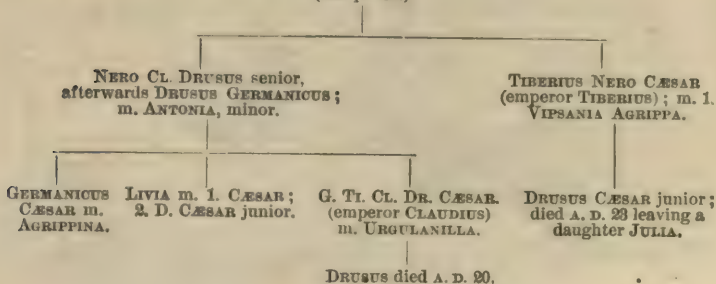 NERO CL. DRUSUS senior,
afterwards DRUSUS GERMANICUS;
m. ANTONIA, minor.
TIBERIUS NERO CÆSAR
(emperor TIBERIUS); m. 1.
VIPSANIA AGRIPPA.
GERMANICUS
CÆSAR m.
AGRIPPINA.
LIVIA m. 1. CÆSAR;
2. D. CÆSAR junior.
G. TI. CL. DR. CÆSAR.
(emperor CLAUDIUS)
m. URGULANILLA.
DRUSUS CÆSAR junior;
died A. D. 23 leaving a
daughter JULIA.
DRUSUS died A. D. 20.